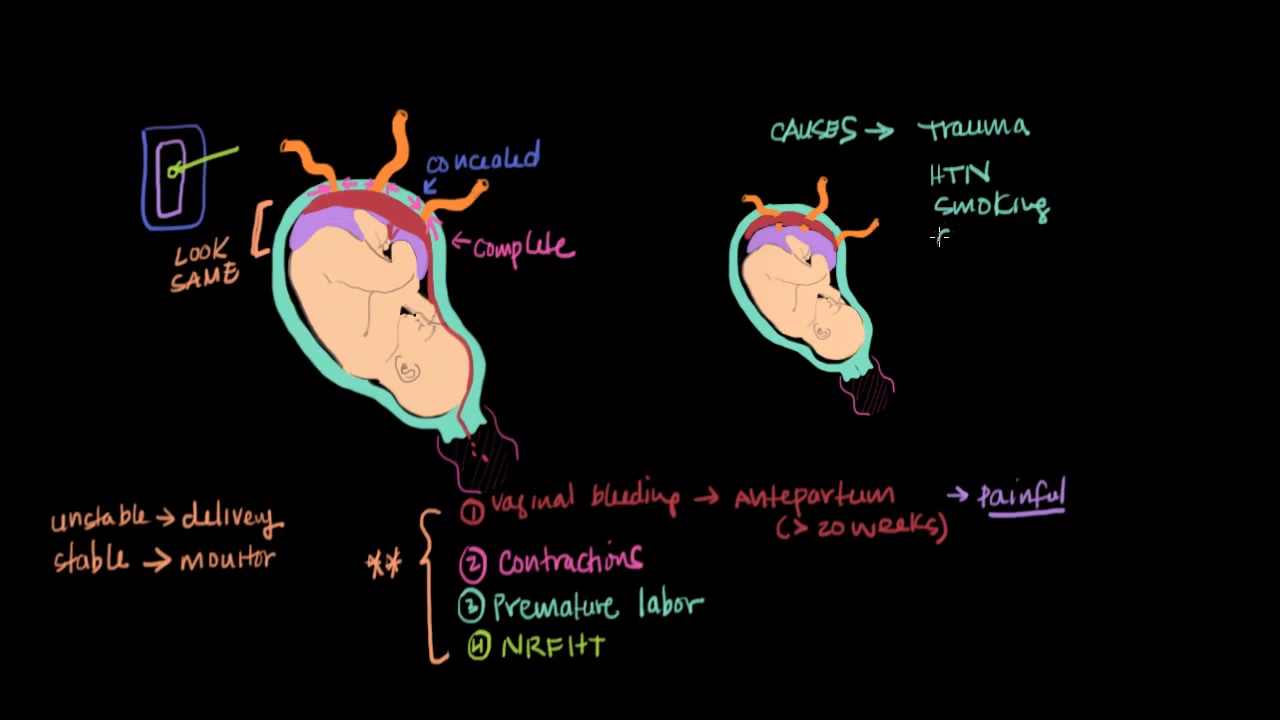 CAUSES → trauma
HTN
smoking
concealed
← complete
LOOK
SAME
unstable → delivery
stable → monitor
** 
① vaginal bleeding → Antepartum → painful
(> 20 weeks)
② Contractions
③ Premature labor
④ NRFHT